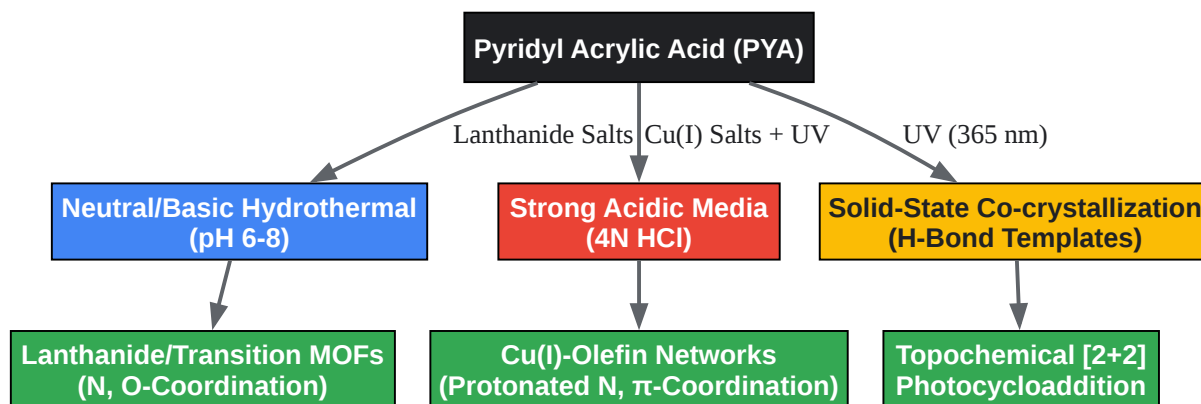 Pyridyl Acrylic Acid (PYA)
Lanthanide Salts
Cu(I) Salts + UV
UV (365 nm)
Neutral/Basic Hydrothermal
(pH 6-8)
Strong Acidic Media
(4N HCl)
Solid-State Co-crystallization
(H-Bond Templates)
Lanthanide/Transition MOFs
(N, O-Coordination)
Cu(I)-Olefin Networks
(Protonated N, π-Coordination)
Topochemical [2+2]
Photocycloaddition